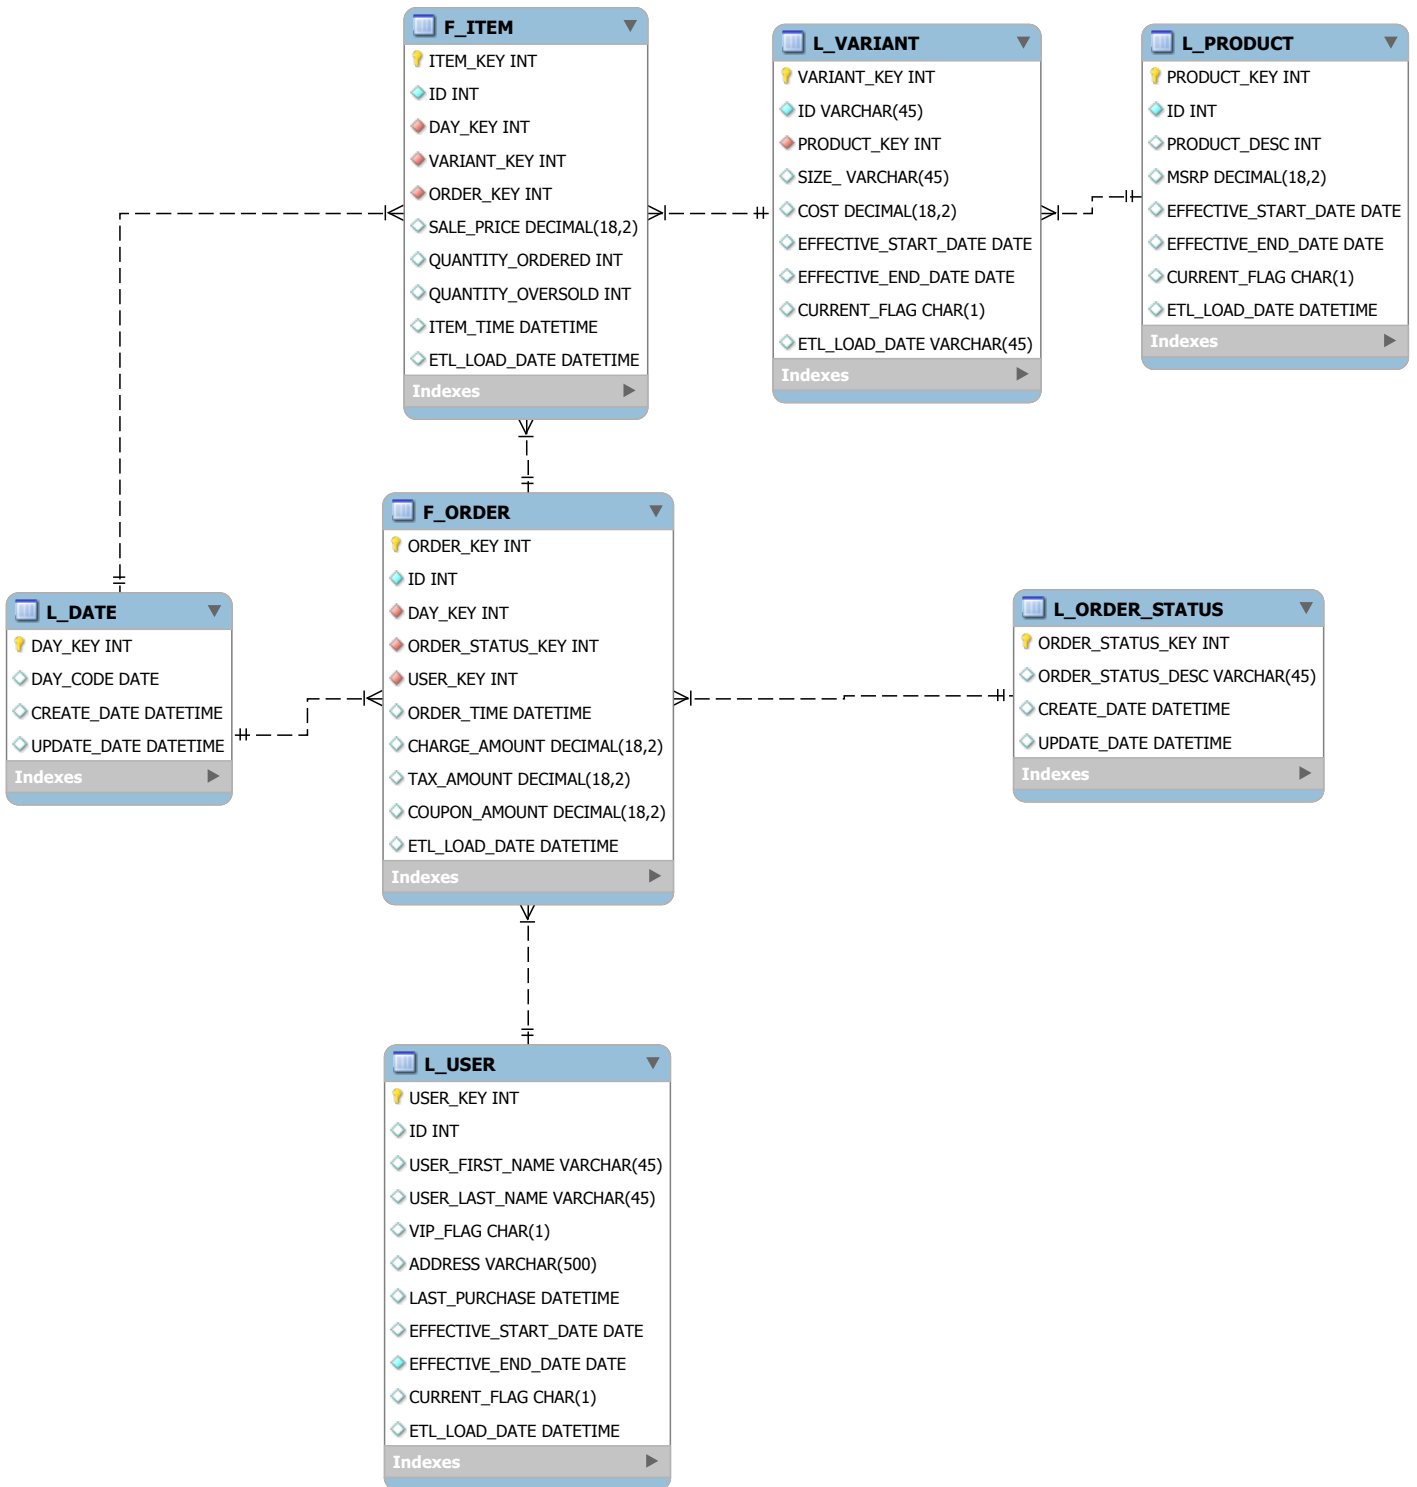 F_ITEM
ITEM_KEY INT
ID INT
DAY_KEY INT
VARIANT_KEY INT
ORDER_KEY INT
SALE_PRICE DECIMAL(18,2)
QUANTITY_ORDERED INT
QUANTITY_OVERSOLD INT
ITEM_TIME DATETIME
ETL_LOAD_DATE DATETIME
Indexes
L_VARIANT
VARIANT_KEY INT
ID VARCHAR(45)
PRODUCT_KEY INT
SIZE_ VARCHAR(45)
COST DECIMAL(18,2)
EFFECTIVE_START_DATE DATE
EFFECTIVE_END_DATE DATE
CURRENT_FLAG CHAR(1)
ETL_LOAD_DATE VARCHAR(45)
Indexes
L_PRODUCT
PRODUCT_KEY INT
ID INT
PRODUCT_DESC INT
MSRP DECIMAL(18,2)
EFFECTIVE_START_DATE DATE
EFFECTIVE_END_DATE DATE
CURRENT_FLAG CHAR(1)
ETL_LOAD_DATE DATETIME
Indexes
F_ORDER
ORDER_KEY INT
ID INT
DAY_KEY INT
ORDER_STATUS_KEY INT
USER_KEY INT
ORDER_TIME DATETIME
CHARGE_AMOUNT DECIMAL(18,2)
TAX_AMOUNT DECIMAL(18,2)
COUPON_AMOUNT DECIMAL(18,2)
ETL_LOAD_DATE DATETIME
Indexes
L_DATE
DAY_KEY INT
DAY_CODE DATE
CREATE_DATE DATETIME
UPDATE_DATE DATETIME
Indexes
L_ORDER_STATUS
ORDER_STATUS_KEY INT
ORDER_STATUS_DESC VARCHAR(45)
CREATE_DATE DATETIME
UPDATE_DATE DATETIME
Indexes
L_USER
USER_KEY INT
ID INT
USER_FIRST_NAME VARCHAR(45)
USER_LAST_NAME VARCHAR(45)
VIP_FLAG CHAR(1)
ADDRESS VARCHAR(500)
LAST_PURCHASE DATETIME
EFFECTIVE_START_DATE DATE
EFFECTIVE_END_DATE DATE
CURRENT_FLAG CHAR(1)
ETL_LOAD_DATE DATETIME
Indexes